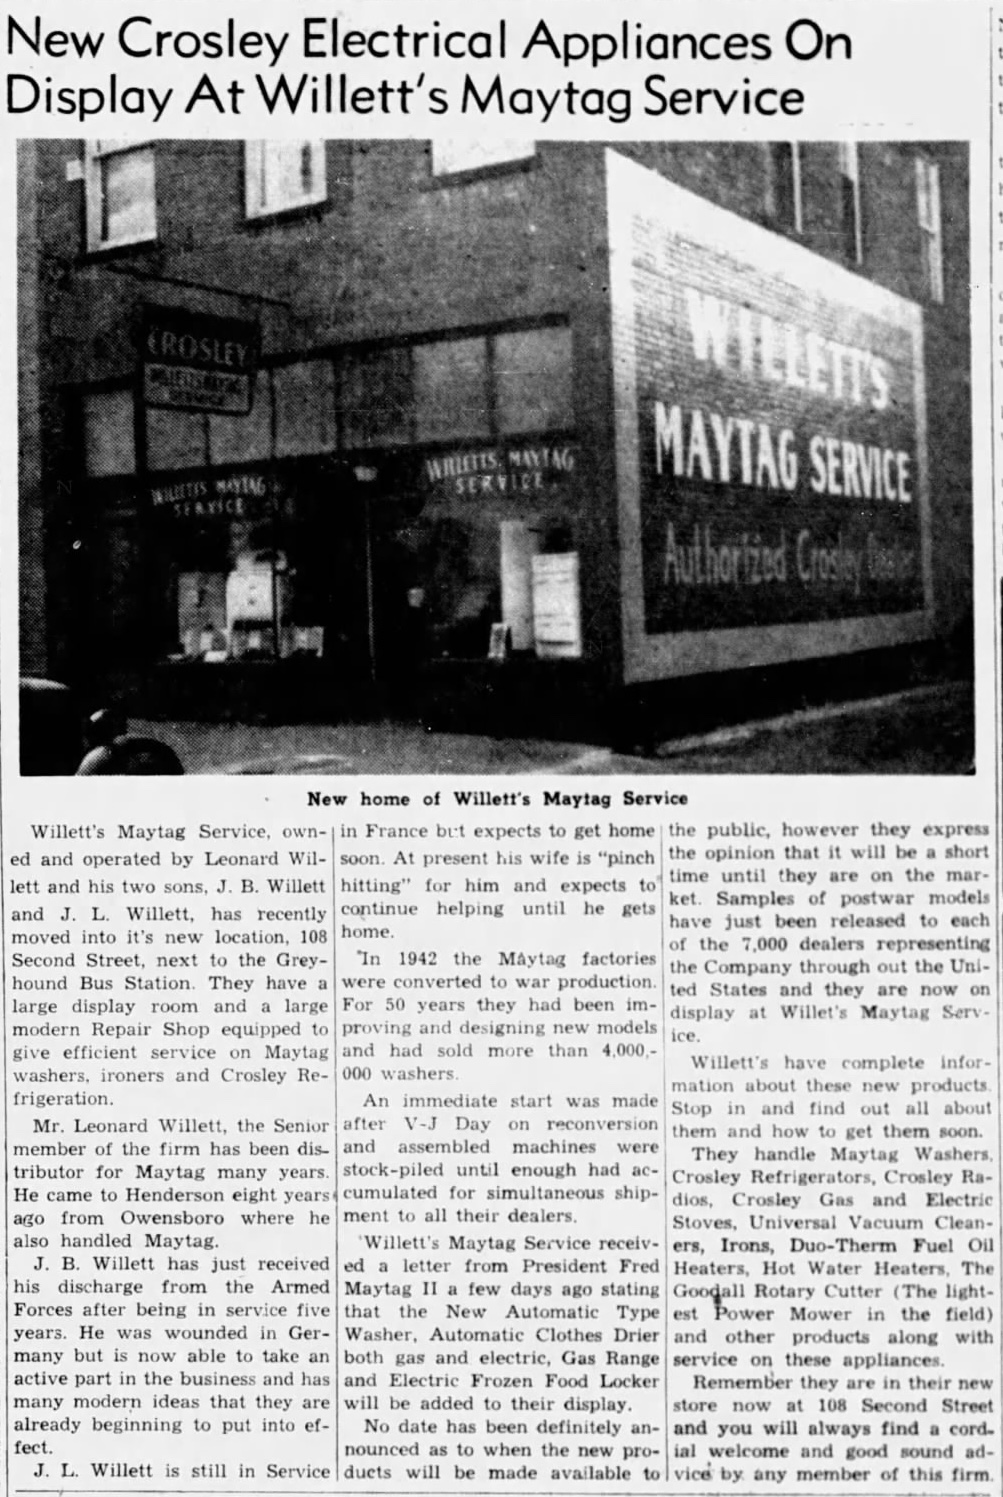 New Crosley Electrical Appliances On
Display At Willett's Maytag Service
CROSLEY
WILLETT'S MAYTAG
SERVICE
WILLETT'S MAYTAG
SERVICE
WILLETTS MAYTAG
SERVICE
WILLETT'S
MAYTAG SERVICE
Authorized Crosley Dealer
New home of Willett's Maytag Service
Willett's Maytag Service, own-
ed and operated by Leonard Wil-
lett and his two sons, J. B. Willett
and J. L. Willett, has recently
moved into it's new location, 108
Second Street, next to the Grey-
hound Bus Station. They have a
large display room and a large
modern Repair Shop equipped to
give efficient service on Maytag
washers, ironers and Crosley Re-
frigeration.
Mr. Leonard Willett, the Senior
member of the firm has been dis-
tributor for Maytag many years.
He came to Henderson eight years
ago from Owensboro where he
also handled Maytag.
J. B. Willett has just received
his discharge from the Armed
Forces after being in service five
years. He was wounded in Ger-
many but is now able to take an
active part in the business and has
many modern ideas that they are
already beginning to put into ef-
fect.
J. L. Willett is still in Service
in France but expects to get home
soon. At present his wife is "pinch
hitting" for him and expects to
continue helping until he gets
home.
In 1942 the Maytag factories
were converted to war production.
For 50 years they had been im-
proving and designing new models
and had sold more than 4,000,-
000 washers.
An immediate start was made
after V-J Day on reconversion
and assembled machines were
stock-piled until enough had ac-
cumulated for simultaneous ship-
ment to all their dealers.
Willett's Maytag Service receiv-
ed a letter from President Fred
Maytag II a few days ago stating
that the New Automatic Type
Washer, Automatic Clothes Drier
both gas and electric, Gas Range
and Electric Frozen Food Locker
will be added to their display.
No date has been definitely an-
nounced as to when the new pro-
ducts will be made available to
the public, however they express
the opinion that it will be a short
time until they are on the mar-
ket. Samples of postwar models
have just been released to each
of the 7,000 dealers representing
the Company through out the Uni-
ted States and they are now on
display at Willet's Maytag Serv-
ice.
Willett's have complete infor-
mation about these new products.
Stop in and find out all about
them and how to get them soon.
They handle Maytag Washers,
Crosley Refrigerators, Crosley Ra-
dios, Crosley Gas and Electric
Stoves, Universal Vacuum Clean-
ers, Irons, Duo-Therm Fuel Oil
Heaters, Hot Water Heaters, The
Goodall Rotary Cutter (The light-
est Power Mower in the field)
and other products along with
service on these appliances.
Remember they are in their new
store now at 108 Second Street
and you will always find a cord-
ial welcome and good sound ad-
vice by any member of this firm.